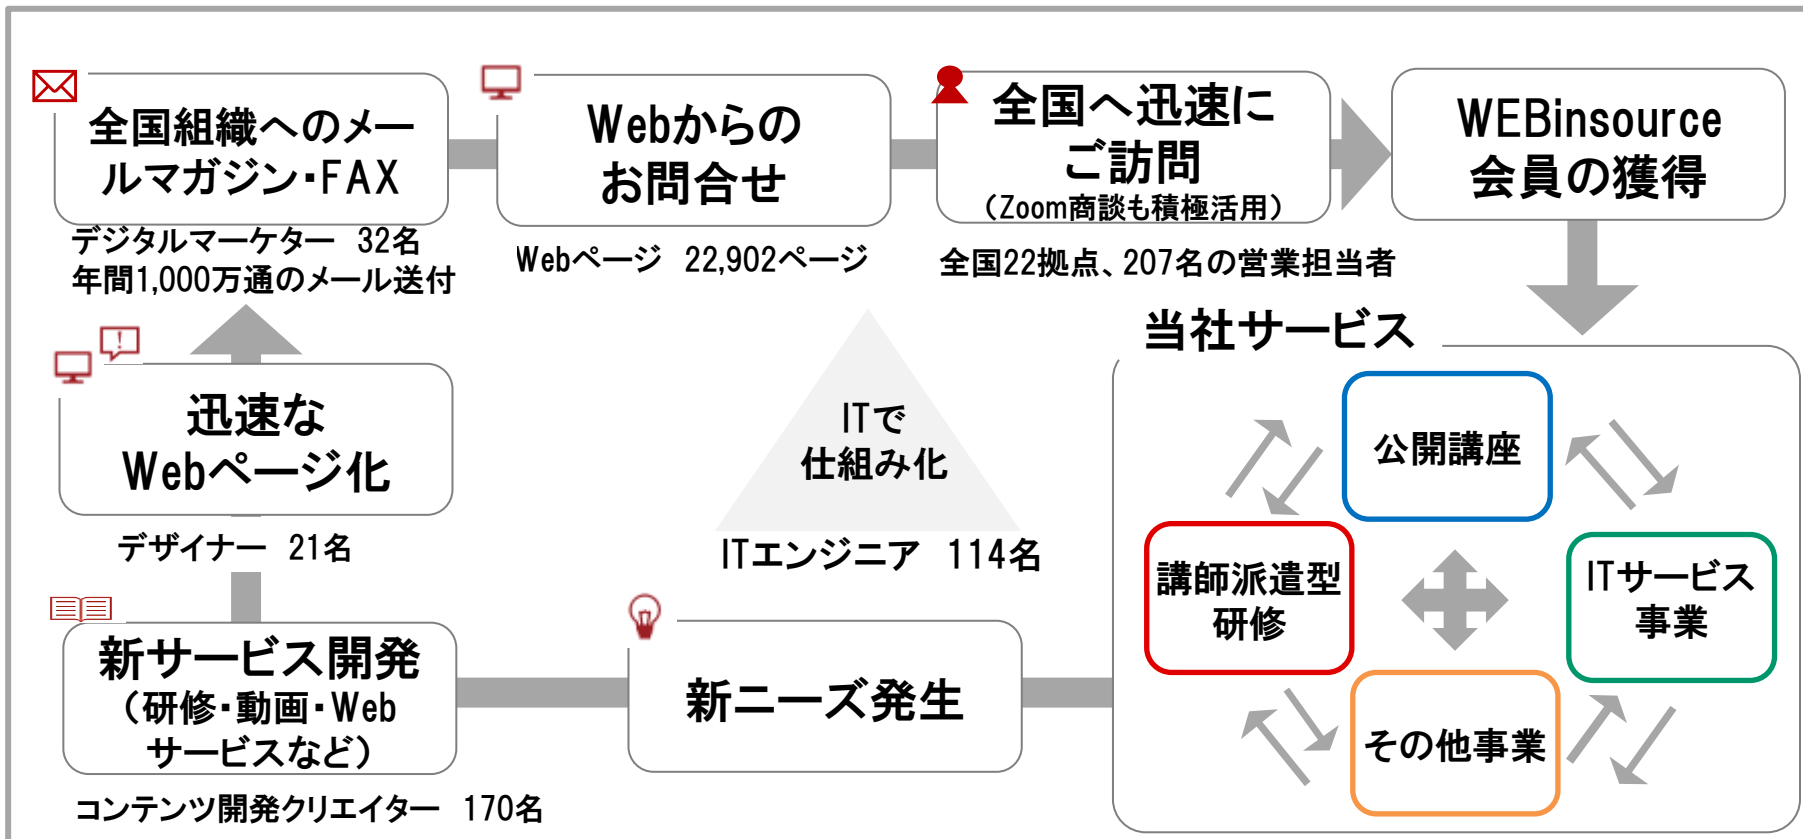 全国組織へのメー
ルマガジン・FAX
デジタルマーケター 32名
年間1,000万通のメール送付
Webからの
お問合せ
Webページ 22,902ページ
全国へ迅速に
ご訪問
（Zoom商談も積極活用）
全国22拠点、207名の営業担当者
WEBinsource
会員の獲得
当社サービス
公開講座
講師派遣型
研修
ITサービス
事業
その他事業
ITで
仕組み化
ITエンジニア 114名
迅速な
Webページ化
デザイナー 21名
新サービス開発
（研修・動画・Web
サービスなど）
コンテンツ開発クリエイター 170名
新ニーズ発生